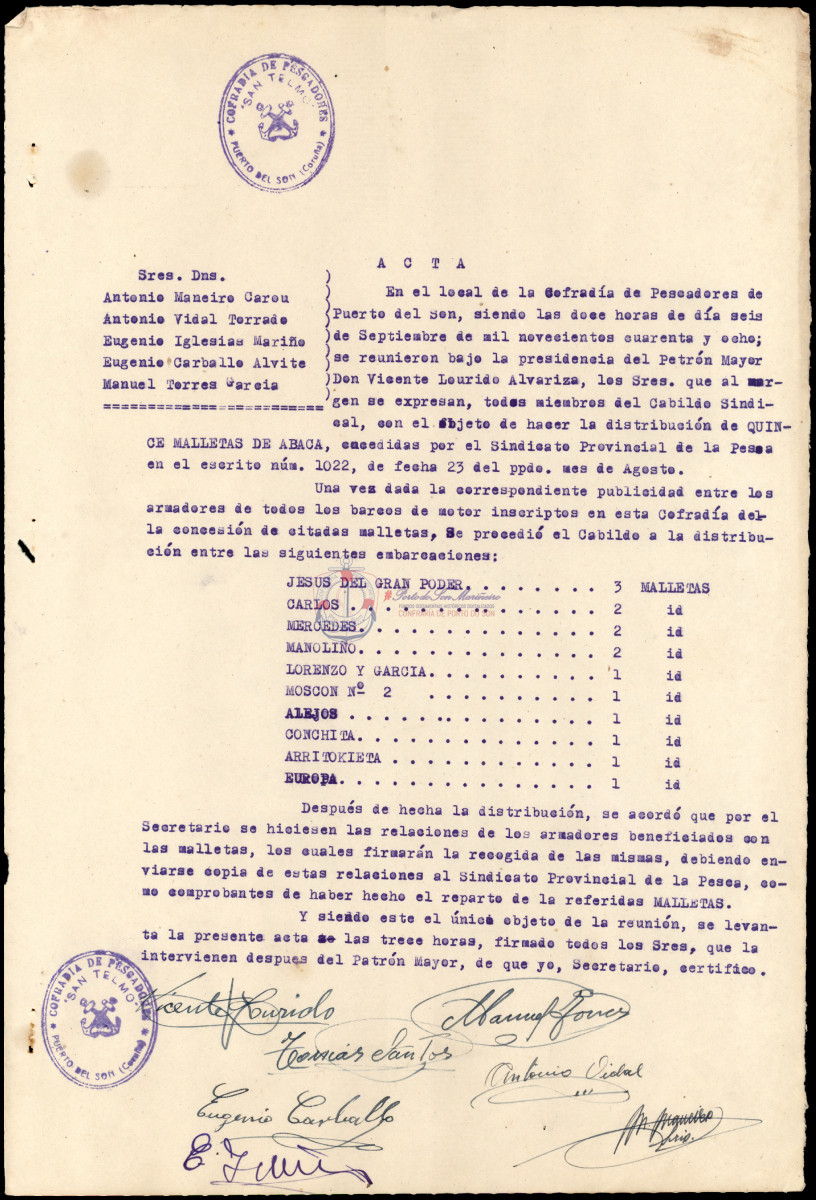 COFRADIA DE PESCADORES
"SAN TELMO"
* PUERTO DEL SON (Coruña) *
A C T A
Sres. Dns.
Antonio Maneiro Carou
Antonio Vidal Torrado
Eugenio Iglesias Mariño
Eugenio Carballo Alvite
Manuel Torres Garcia
========================
En el local de la Cofradía de Pescadores de
Puerto del Son, siendo las doce horas de día seis
de Septiembre de mil novecientos cuarenta y ocho;
se reunieron bajo la presidencia del Patrón Mayor
Don Vicente Lourido Alvariza, los Sres. que al mar-
gen se expresan, todos miembros del Cabildo Sindi-
cal, con el objeto de hacer la distribución de QUIN-
CE MALLETAS DE ABACA, cncedidas por el Sindicato Provincial de la Pesca
en el escrito núm. 1022, de fecha 23 del ppdo. mes de Agosto.
Una vez dada la correspondiente publicidad entre los
armadores de todos los barcos de motor inscriptos en esta Cofradía de
la concesión de citadas malletas, Se procedió el Cabildo a la distribu-
ción entre las siguientes embarcaciones:
JESUS DEL GRAN PODER. . . . . . . . 3 MALLETAS
CARLOS . . . . . . . . . . . . . . . 2 id
MERCEDES. . . . . . . . . . . . . . 2 id
MANOLIÑO. . . . . . . . . . . . . . 2 id
LORENZO Y GARCIA. . . . . . . . . . 1 id
MOSCON Nº 2 . . . . . . . . . . 1 id
ALEJOS . . . . . . . . . . . . . . . 1 id
CONCHITA. . . . . . . . . . . . . . 1 id
ARRITOKIETA . . . . . . . . . . . . 1 id
EUROPA. . . . . . . . . . . . . . . 1 id
Porto do Son Mariñeiro
CONFRARÍA DE PORTO DO SON
Después de hecha la distribución, se acordó que por el
Secretario se hiciesen las relaciones de los armadores beneficiados con
las malletas, los cuales firmarán la recogida de las mismas, debiendo en-
viarse copia de estas relaciones al Sindicato Provincial de la Pesca, co-
mo comprobantes de haber hecho el reparto de la referidas MALLETAS.
Y siendo este el único objeto de la reunión, se levan-
ta la presente acta a las trece horas, firmado todos los Sres, que la
intervienen despues del Patrón Mayor, de que yo, Secretario, certifico.
COFRADIA DE PESCADORES
"SAN TELMO"
* PUERTO DEL SON (Coruña) *
Vicente Lourido
Manuel Torres
Tomás Santos
Antonio Vidal
Eugenio Carballo